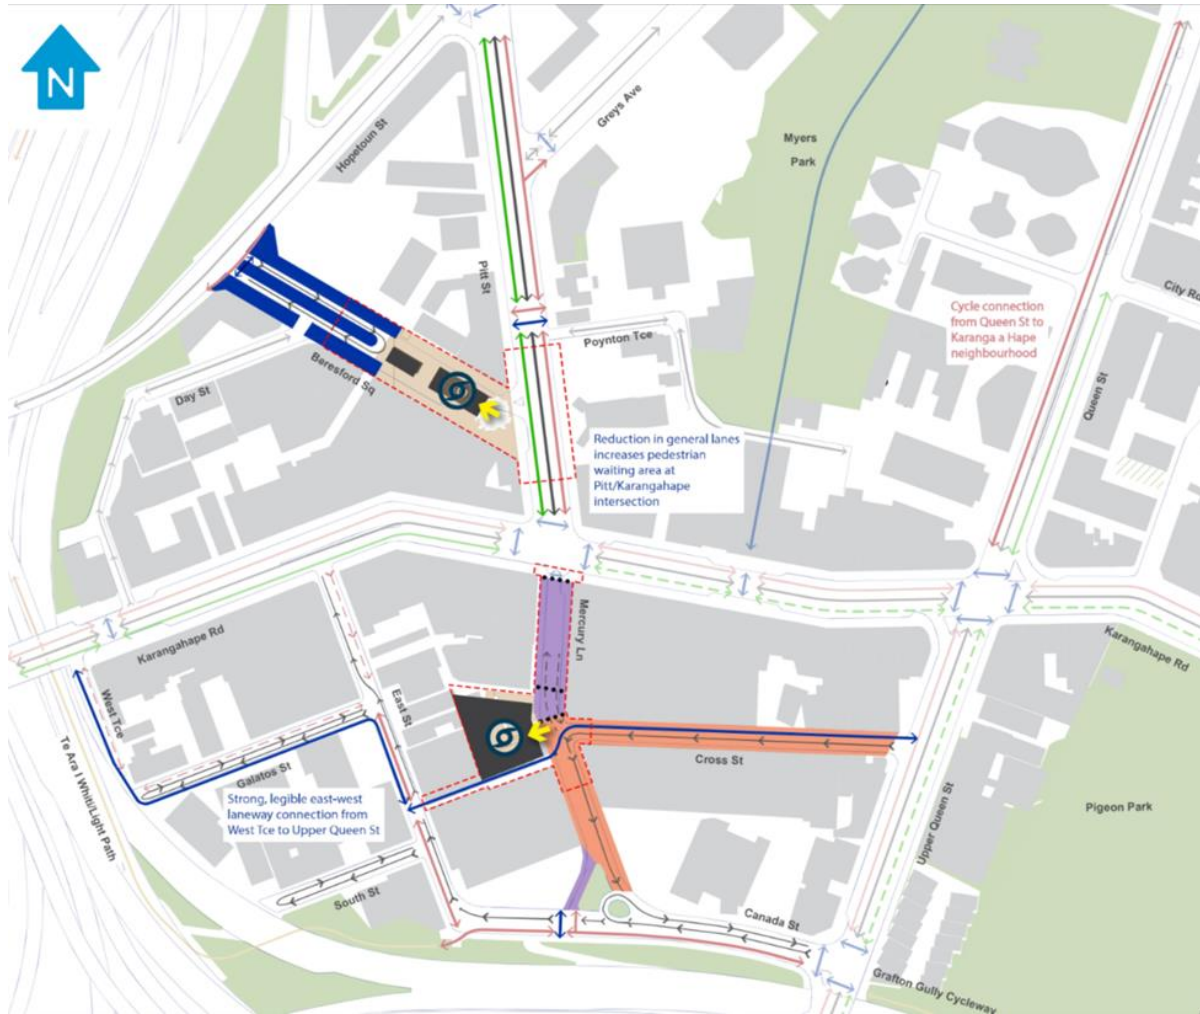 N
Hopetoun St
Greys Ave
Myers
Park
Pitt St
Poynton Tce
Cycle connection
from Queen St to
Karanga a Hape
neighbourhood
City Rd
Queen St
Beresford Sq
Day St
Reduction in general lanes
increases pedestrian
waiting area at
Pitt/Karangahape
intersection
Karangahape Rd
Mercury Ln
Karangahape Rd
West Tce
East St
Galatos St
Cross St
Strong, legible east-west
laneway connection from
West Tce to Upper Queen St
Te Ara I Whiti/Light Path
Upper Queen St
Pigeon Park
South St
Canada St
Grafton Gully Cycleway